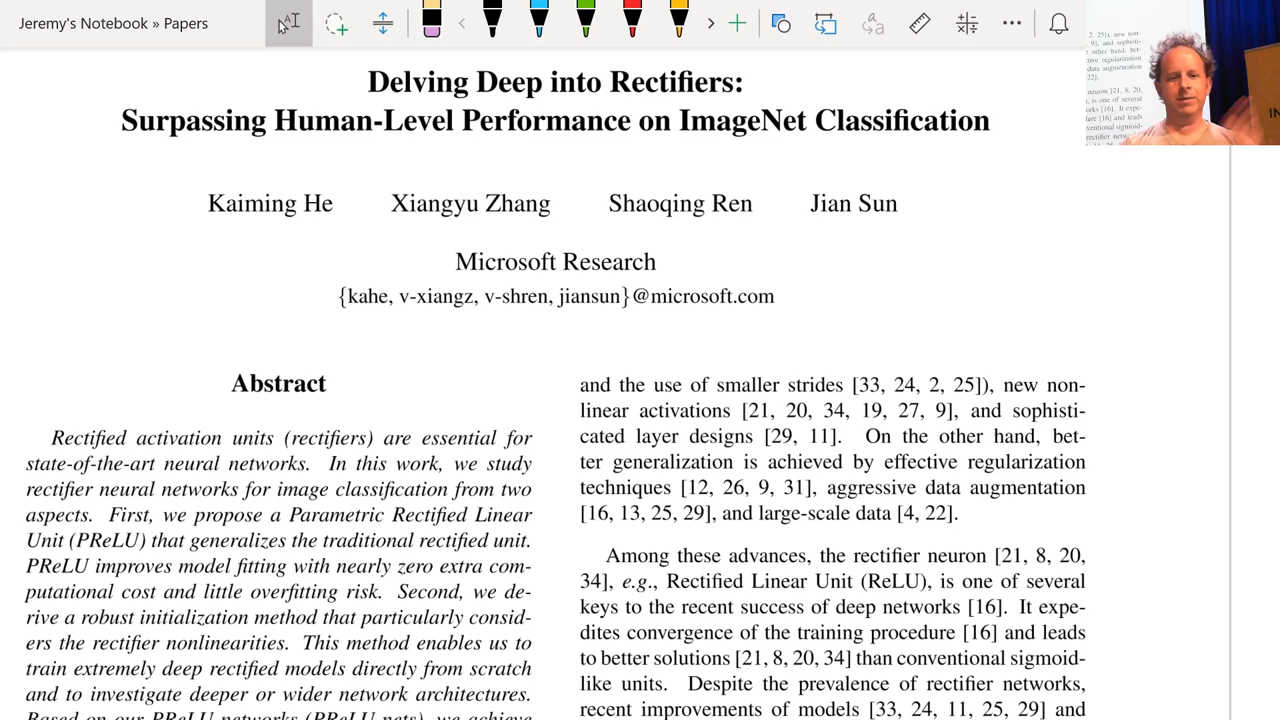 Jeremy's Notebook » Papers
Delving Deep into Rectifiers:
Surpassing Human-Level Performance on ImageNet Classification
Kaiming He Xiangyu Zhang Shaoqing Ren Jian Sun
Microsoft Research
{kahe, v-xiangz, v-shren, jiansun}@microsoft.com
Abstract
Rectified activation units (rectifiers) are essential for
state-of-the-art neural networks. In this work, we study
rectifier neural networks for image classification from two
aspects. First, we propose a Parametric Rectified Linear
Unit (PReLU) that generalizes the traditional rectified unit.
PReLU improves model fitting with nearly zero extra com-
putational cost and little overfitting risk. Second, we de-
rive a robust initialization method that particularly consid-
ers the rectifier nonlinearities. This method enables us to
train extremely deep rectified models directly from scratch
and to investigate deeper or wider network architectures.
Based on our PReLU networks (PReLU-nets), we achieve
and the use of smaller strides [33, 24, 2, 25]), new non-
linear activations [21, 20, 34, 19, 27, 9], and sophisti-
cated layer designs [29, 11]. On the other hand, bet-
ter generalization is achieved by effective regularization
techniques [12, 26, 9, 31], aggressive data augmentation
[16, 13, 25, 29], and large-scale data [4, 22].
Among these advances, the rectifier neuron [21, 8, 20,
34], e.g., Rectified Linear Unit (ReLU), is one of several
keys to the recent success of deep networks [16]. It expe-
dites convergence of the training procedure [16] and leads
to better solutions [21, 8, 20, 34] than conventional sigmoid-
like units. Despite the prevalence of rectifier networks,
recent improvements of models [33, 24, 11, 25, 29] and